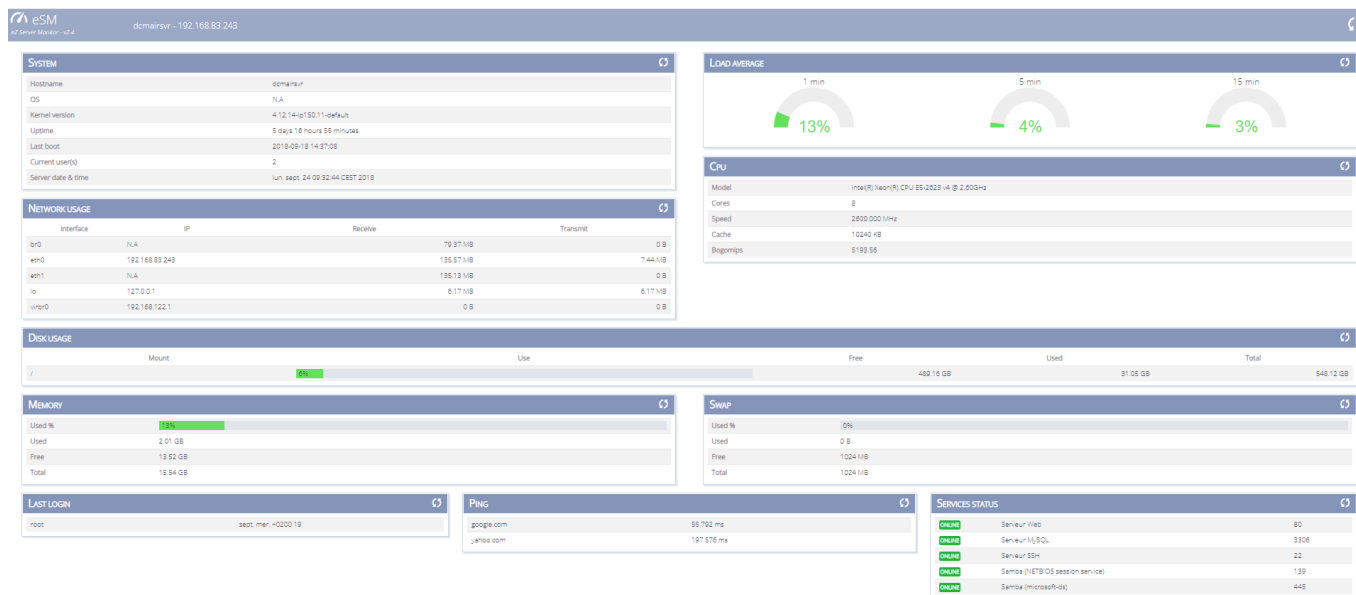 eSM
eZ Server Monitor - v2.4
dcmairsvr - 192.168.83.243
SYSTEM
Hostname dcmairsvr
OS N.A
Kernel version 4.12.14-lp150.11-default
Uptime 5 days 16 hours 55 minutes
Last boot 2018-09-18 14:37:08
Current user(s) 2
Server date & time lun. sept. 24 09:32:44 CEST 2018
LOAD AVERAGE
1 min 5 min 15 min
13% 4% 3%
CPU
Model Intel(R) Xeon(R) CPU E5-2623 v4 @ 2.60GHz
Cores 8
Speed 2600.000 MHz
Cache 10240 KB
Bogomips 5193.56
NETWORK USAGE
Interface IP Receive Transmit
br0 N.A 79.37 MB 0 B
eth0 192.168.83.243 135.57 MB 7.44 MB
eth1 N.A 135.13 MB 0 B
lo 127.0.0.1 6.17 MB 6.17 MB
virbr0 192.168.122.1 0 B 0 B
DISK USAGE
Mount Use Free Used Total
/ 6% 489.16 GB 31.05 GB 548.12 GB
MEMORY
Used % 13%
Used 2.01 GB
Free 13.52 GB
Total 15.54 GB
SWAP
Used % 0%
Used 0 B
Free 1024 MB
Total 1024 MB
LAST LOGIN
root sept. mer. +0200 19
PING
google.com 55.792 ms
yahoo.com 197.576 ms
SERVICES STATUS
ONLINE Serveur Web 80
ONLINE Serveur MySQL 3306
ONLINE Serveur SSH 22
ONLINE Samba (NETBIOS session service) 139
ONLINE Samba (microsoft-ds) 445